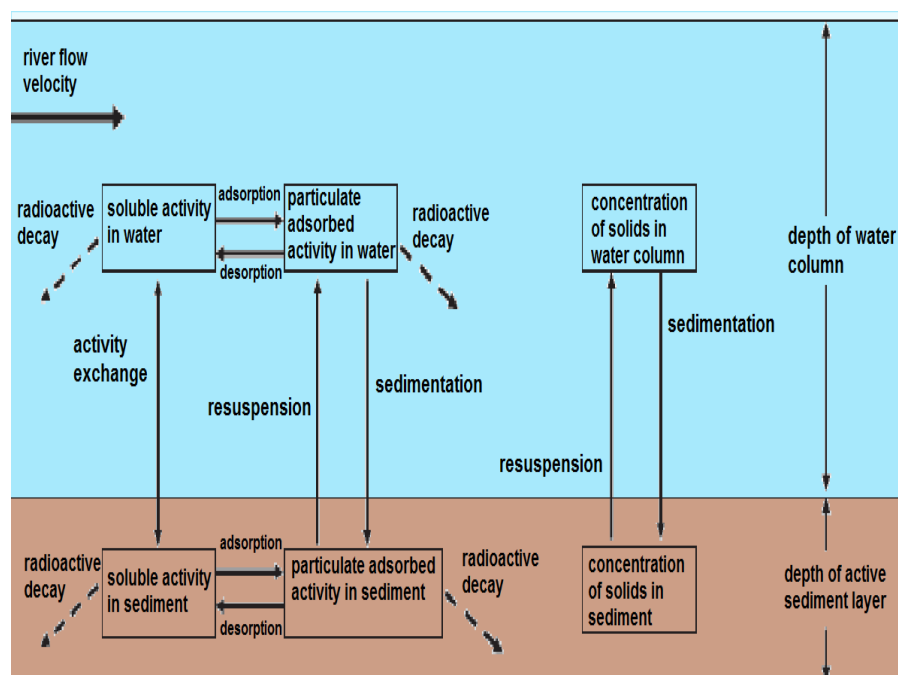 river flow
velocity
radioactive
decay
soluble activity
in water
adsorption
desorption
particulate
adsorbed
activity in water
radioactive
decay
concentration
of solids in
water column
depth of water
column
activity
exchange
resuspension
sedimentation
sedimentation
resuspension
radioactive
decay
soluble activity
in sediment
adsorption
desorption
particulate adsorbed
activity in sediment
radioactive
decay
concentration
of solids in
sediment
depth of active
sediment layer